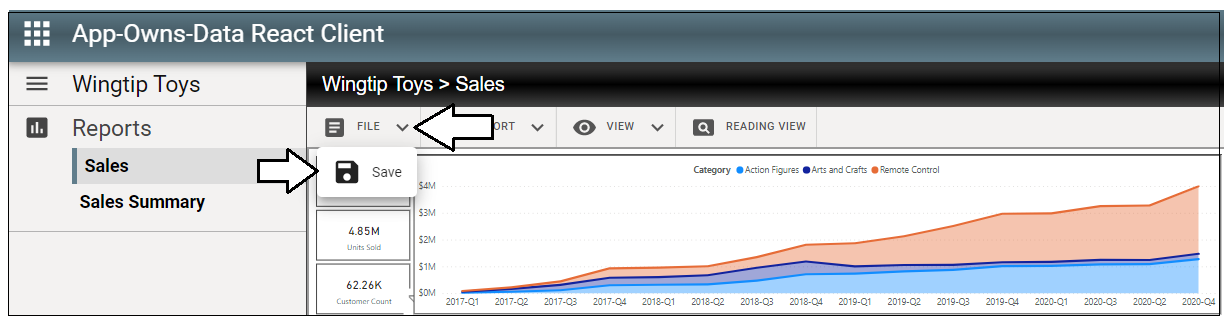 App-Owns-Data React Client
Wingtip Toys
Wingtip Toys > Sales
Reports
FILE
ORT
VIEW
READING VIEW
Sales
Sales Summary
Save
Category Action Figures Arts and Crafts Remote Control
4.85M
Units Sold
62.26K
Customer Count
$4M
$3M
$2M
$1M
$0M
2017-Q1 2017-Q2 2017-Q3 2017-Q4 2018-Q1 2018-Q2 2018-Q3 2018-Q4 2019-Q1 2019-Q2 2019-Q3 2019-Q4 2020-Q1 2020-Q3 2020-Q2 2020-Q4